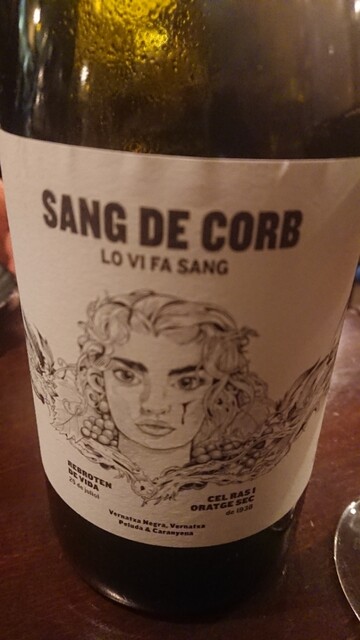 SANG DE CORB
LO VI FA SANG
REBROTEN
DE VIDA
25 de juliol
CEL RAS I
ORATGE SEC
de 1938
Vernatxa Negra, Vernatxa
Peluda & Caranyena